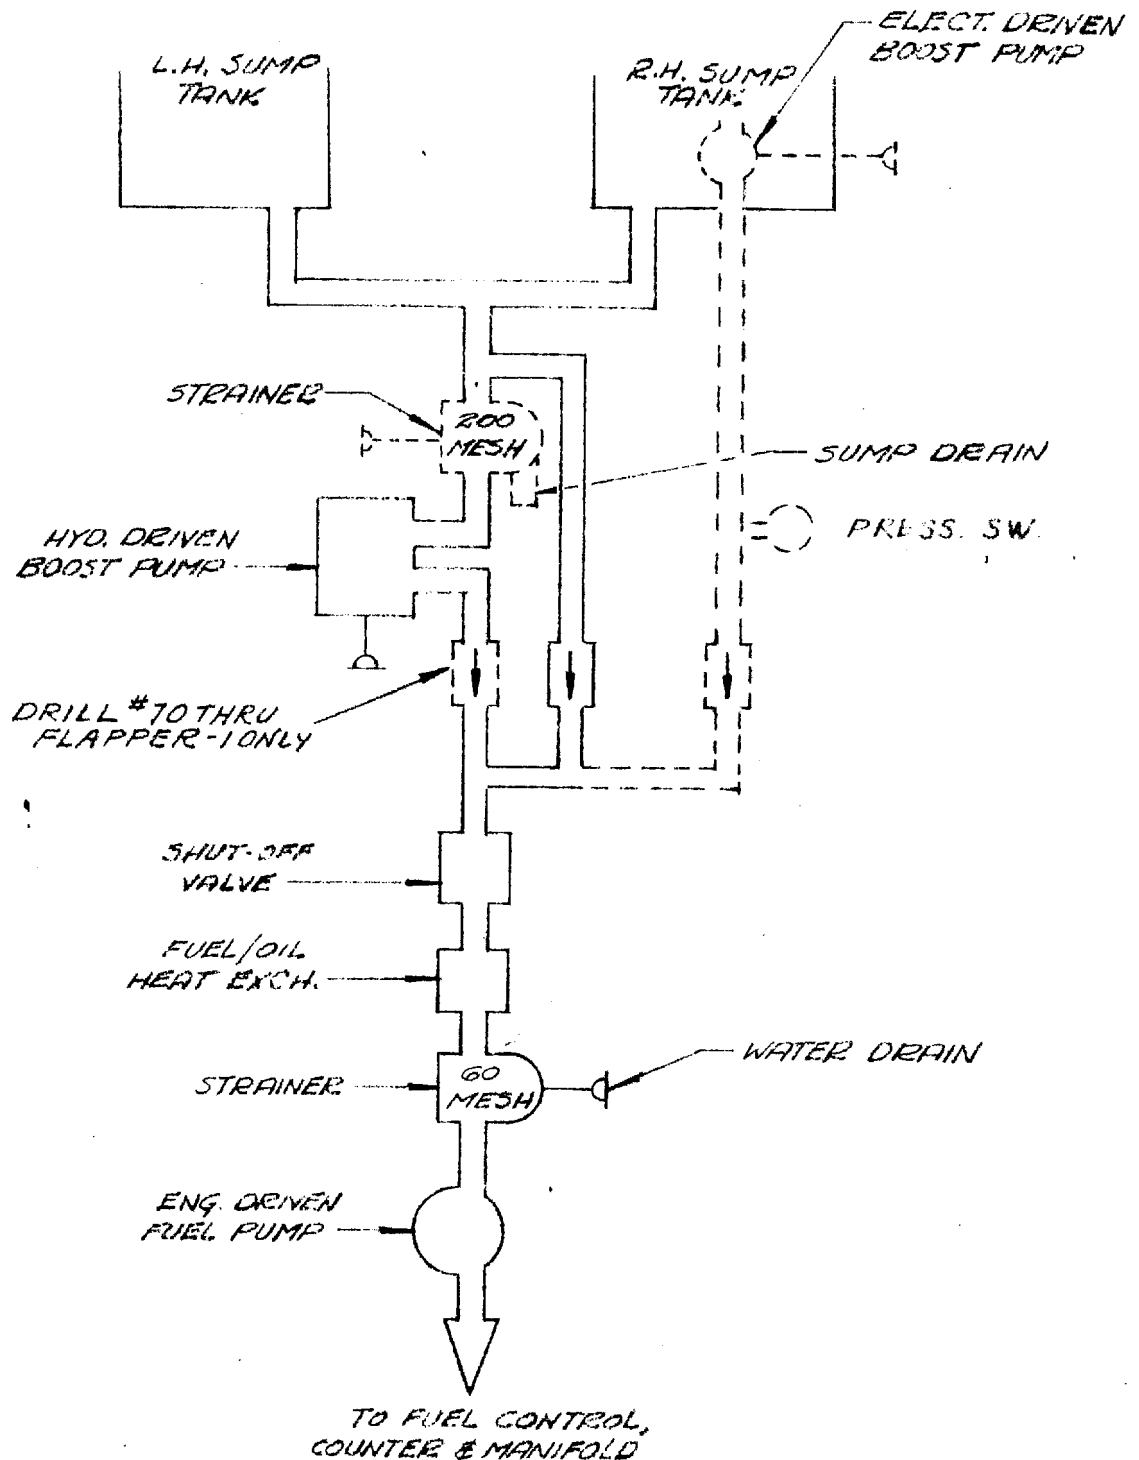 ELECT. DRIVEN
BOOST PUMP
L.H. SUMP
TANK
R.H. SUMP
TANK
STRAINER
200
MESH
SUMP DRAIN
HYD. DRIVEN
BOOST PUMP
PRESS. SW.
DRILL #70 THRU
FLAPPER-1 ONLY
SHUT-OFF
VALVE
FUEL/OIL
HEAT EXCH.
WATER DRAIN
STRAINER
60
MESH
ENG. DRIVEN
FUEL PUMP
TO FUEL CONTROL,
COUNTER & MANIFOLD